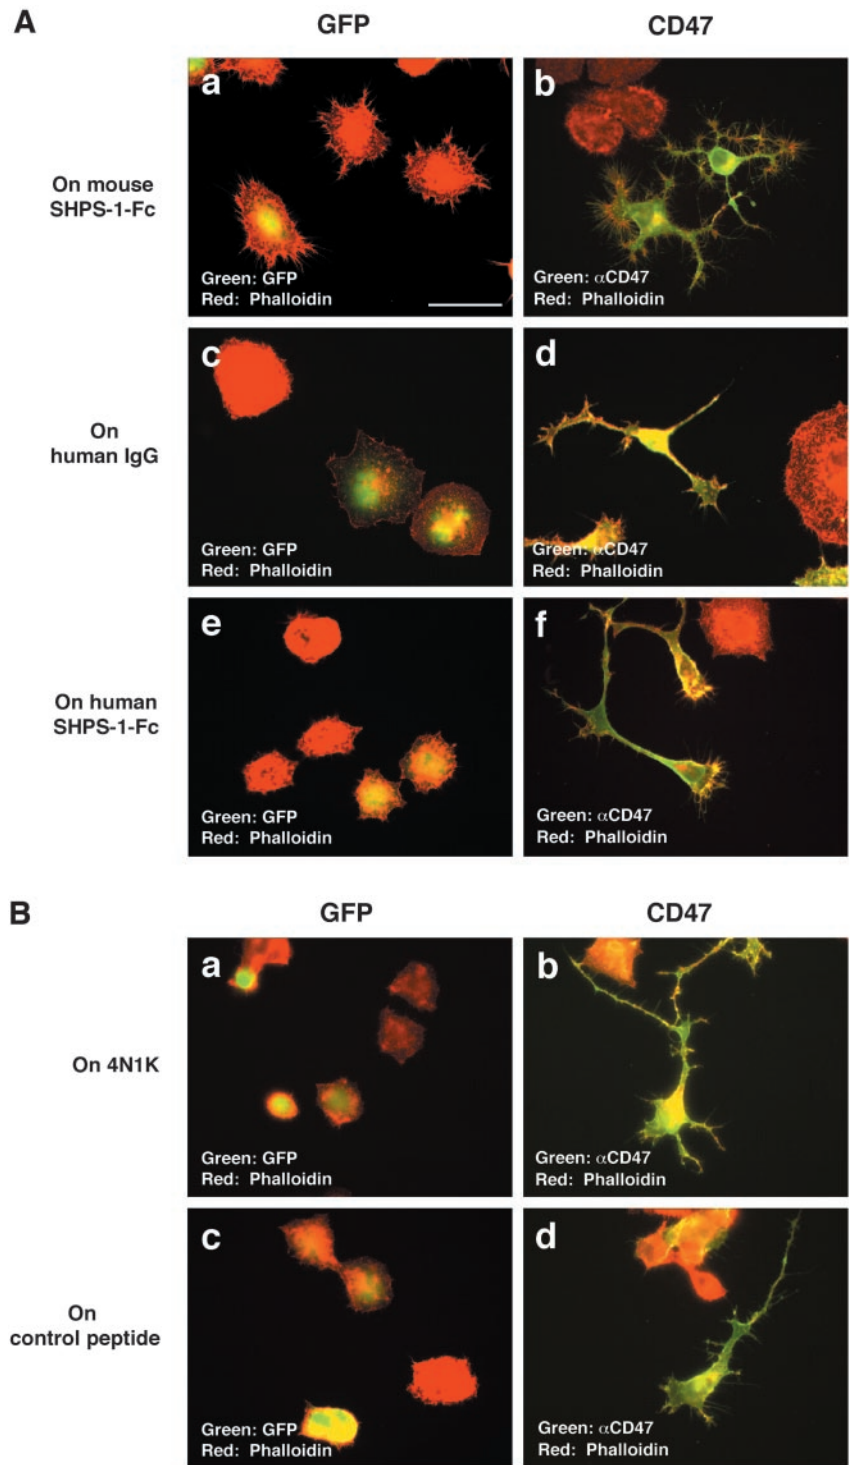 A
GFP
CD47
On mouse
SHPS-1-Fc
a
Green: GFP
Red: Phalloidin
b
Green: αCD47
Red: Phalloidin
On
human IgG
c
Green: GFP
Red: Phalloidin
d
Green: αCD47
Red: Phalloidin
On human
SHPS-1-Fc
e
Green: GFP
Red: Phalloidin
f
Green: αCD47
Red: Phalloidin
B
GFP
CD47
On 4N1K
a
Green: GFP
Red: Phalloidin
b
Green: αCD47
Red: Phalloidin
On
control peptide
c
Green: GFP
Red: Phalloidin
d
Green: αCD47
Red: Phalloidin